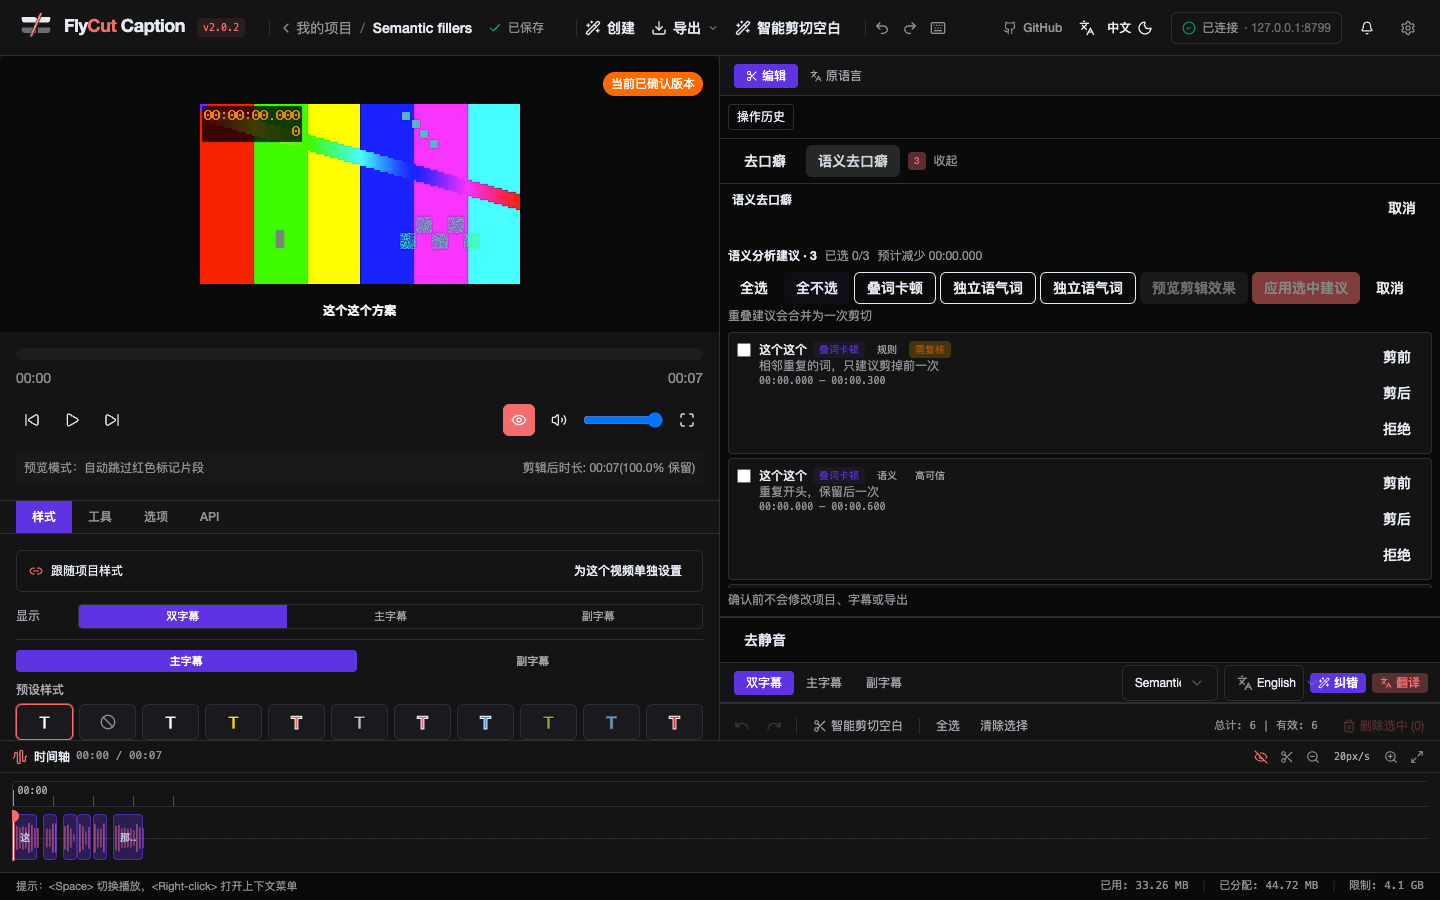 FlyCut Caption v2.0.2 我的项目 / Semantic fillers 已保存 创建 导出 智能剪切空白 GitHub 中文 已连接 · 127.0.0.1:8799
当前已确认版本
00:00:00.000
0
这个这个方案
00:00 00:07
预览模式：自动跳过红色标记片段 剪辑后时长: 00:07(100.0% 保留)
样式 工具 选项 API
跟随项目样式 为这个视频单独设置
显示 双字幕 主字幕 副字幕
主字幕 副字幕
预设样式
T T T T T T T T T T
编辑 原语言
操作历史
去口癖 语义去口癖 3 收起
语义去口癖
取消
语义分析建议 · 3 已选 0/3 预计减少 00:00.000
全选 全不选 叠词卡顿 独立语气词 独立语气词 预览剪辑效果 应用选中建议 取消
重叠建议会合并为一次剪切
这个这个 叠词卡顿 规则 需复核 剪前
相邻重复的词，只建议剪掉前一次
00:00.000 — 00:00.300
剪后
拒绝
这个这个 叠词卡顿 语义 高可信 剪前
重复开头，保留后一次
00:00.000 — 00:00.600
剪后
拒绝
确认前不会修改项目、字幕或导出
去静音
双字幕 主字幕 副字幕 Semantic English 纠错 翻译
智能剪切空白 全选 清除选择 总计: 6 | 有效: 6 删除选中 (0)
时间轴 00:00 / 00:07 20px/s
00:00
这 那...
提示: <Space> 切换播放, <Right-click> 打开上下文菜单 已用: 33.26 MB 已分配: 44.72 MB 限制: 4.1 GB